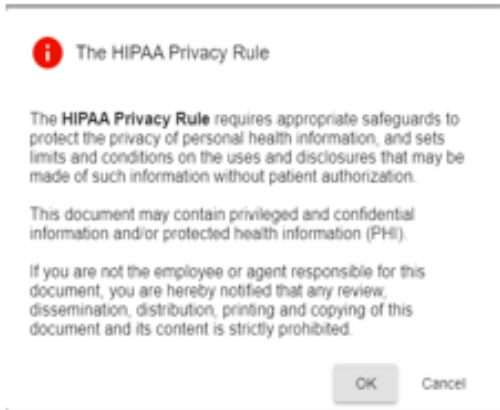 The HIPAA Privacy Rule
The HIPAA Privacy Rule requires appropriate safeguards to
protect the privacy of personal health information, and sets
limits and conditions on the uses and disclosures that may be
made of such information without patient authorization.
This document may contain privileged and confidential
information and/or protected health information (PHI).
If you are not the employee or agent responsible for this
document, you are hereby notified that any review,
dissemination, distribution, printing and copying of this
document and its content is strictly prohibited.
OK Cancel